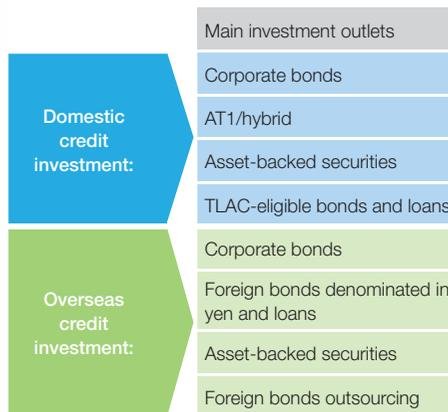 Main investment outlets
Domestic
credit
investment:
Corporate bonds
AT1/hybrid
Asset-backed securities
TLAC-eligible bonds and loans
Overseas
credit
investment:
Corporate bonds
Foreign bonds denominated in
yen and loans
Asset-backed securities
Foreign bonds outsourcing